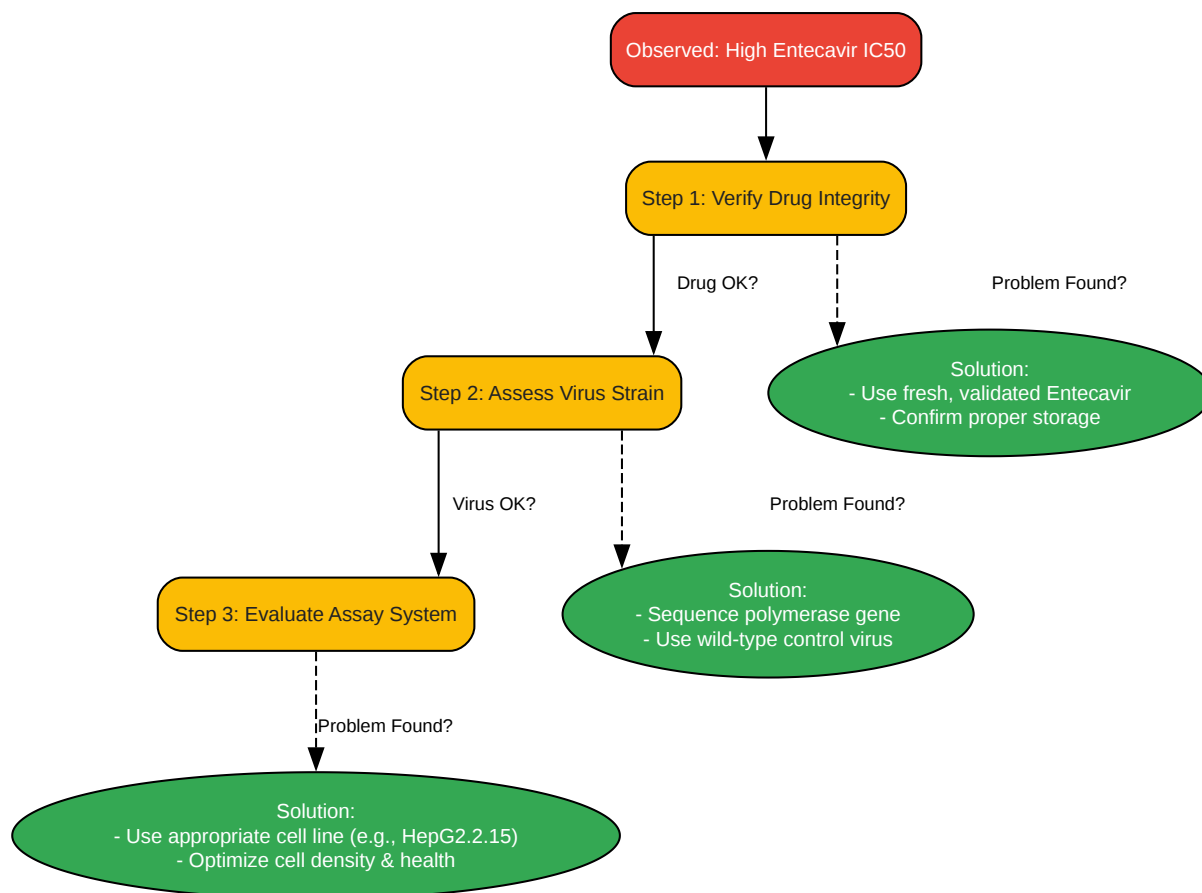 Observed: High Entecavir IC50
Step 1: Verify Drug Integrity
Drug OK?
Problem Found?
Solution:
- Use fresh, validated Entecavir
- Confirm proper storage
Step 2: Assess Virus Strain
Virus OK?
Problem Found?
Solution:
- Sequence polymerase gene
- Use wild-type control virus
Step 3: Evaluate Assay System
Problem Found?
Solution:
- Use appropriate cell line (e.g., HepG2.2.15)
- Optimize cell density & health